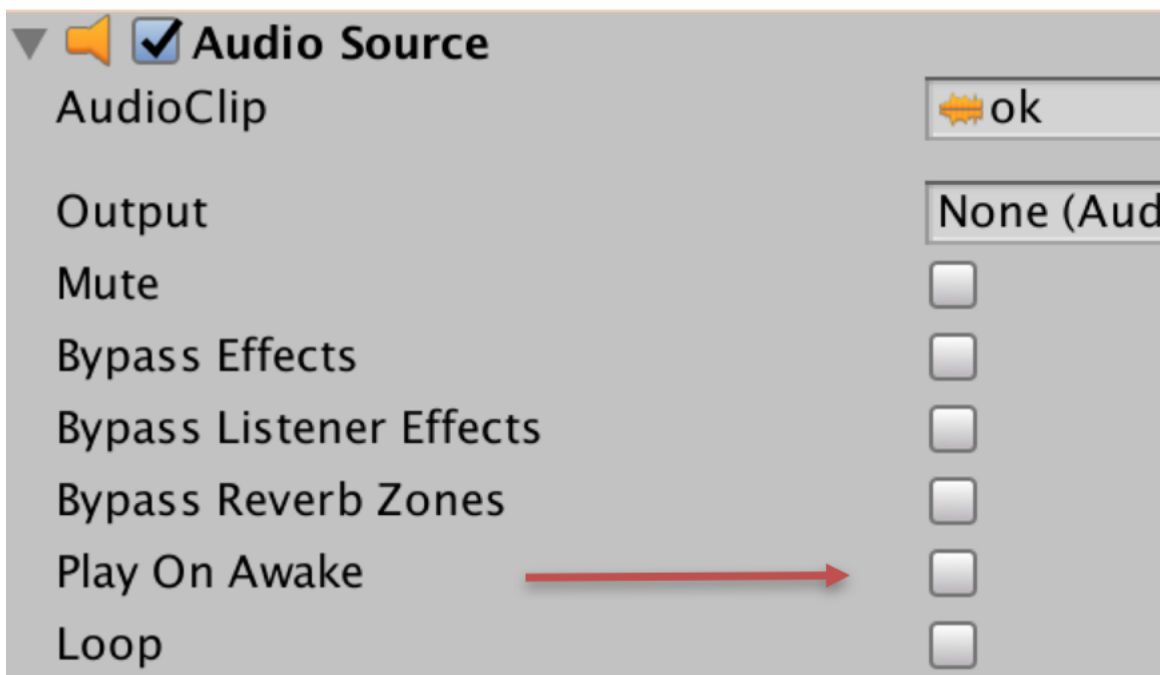 Audio Source
AudioClip ok
Output None (Aud
Mute
Bypass Effects
Bypass Listener Effects
Bypass Reverb Zones
Play On Awake
Loop